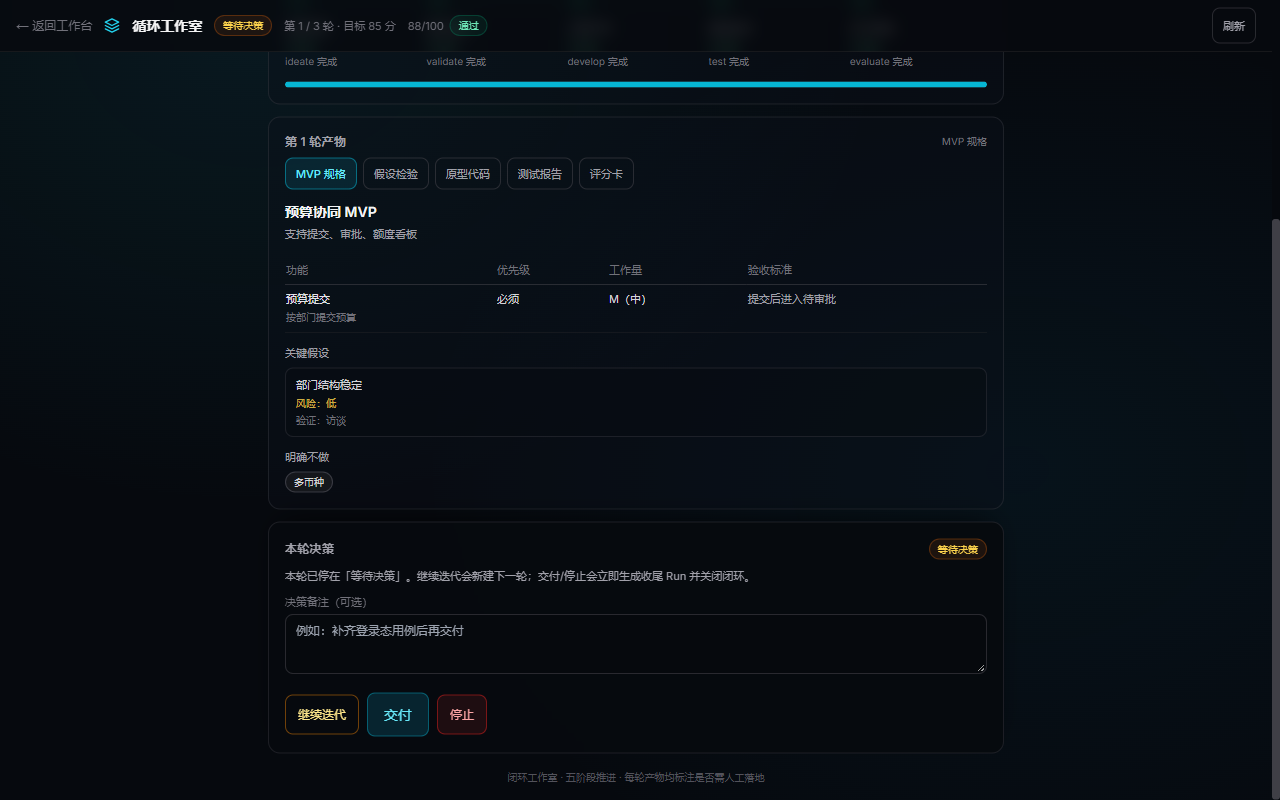 ← 返回工作台 循环工作室 等待决策 第 1 / 3 轮 · 目标 85 分 88/100 通过 刷新
ideate 完成 validate 完成 develop 完成 test 完成 evaluate 完成
第 1 轮产物 MVP 规格
MVP 规格 假设检验 原型代码 测试报告 评分卡
预算协同 MVP
支持提交、审批、额度看板
功能 优先级 工作量 验收标准
预算提交 必须 M（中） 提交后进入待审批
按部门提交预算
关键假设
部门结构稳定
风险：低
验证：访谈
明确不做
多币种
本轮决策 等待决策
本轮已停在「等待决策」。继续迭代会新建下一轮；交付/停止会立即生成收尾 Run 并关闭闭环。
决策备注（可选）
例如：补齐登录态用例后再交付
继续迭代 交付 停止
闭环工作室 · 五阶段推进 · 每轮产物均标注是否需人工落地